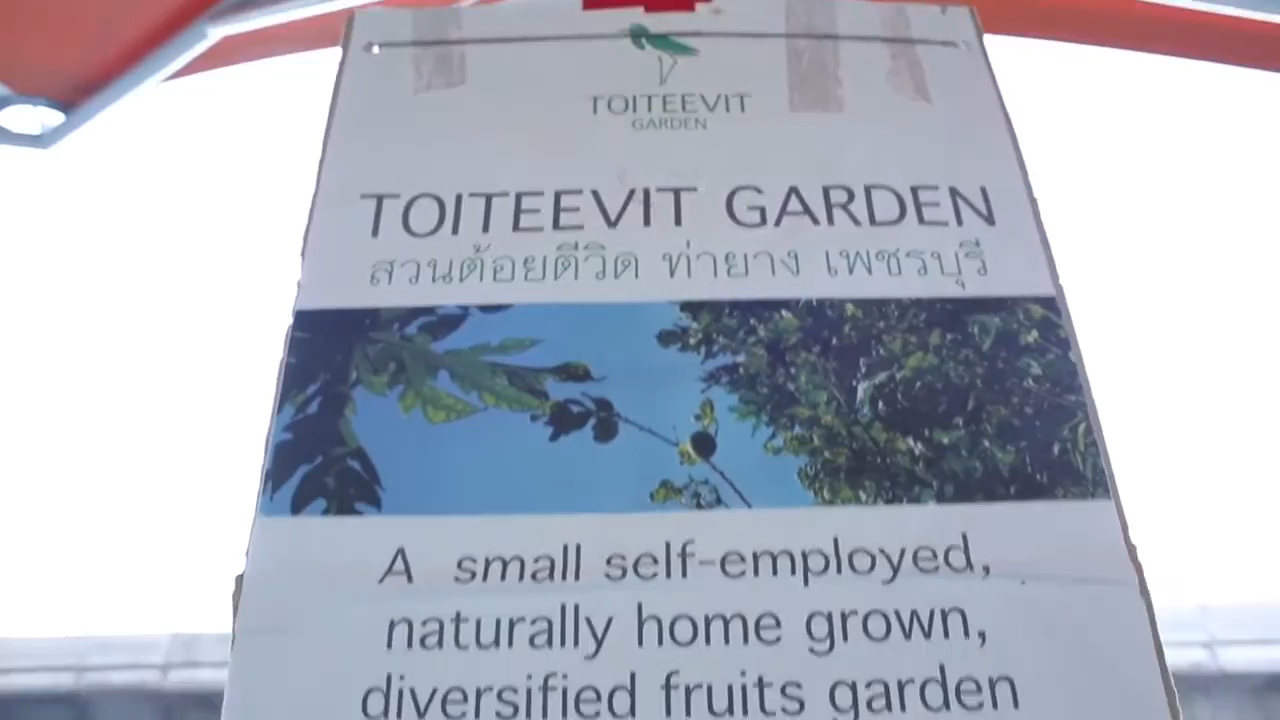 TOITEEVIT
GARDEN
TOITEEVIT GARDEN
สวนต้อยตีวิด ท่ายาง เพชรบุรี
A small self-employed,
naturally home grown,
diversified fruits garden